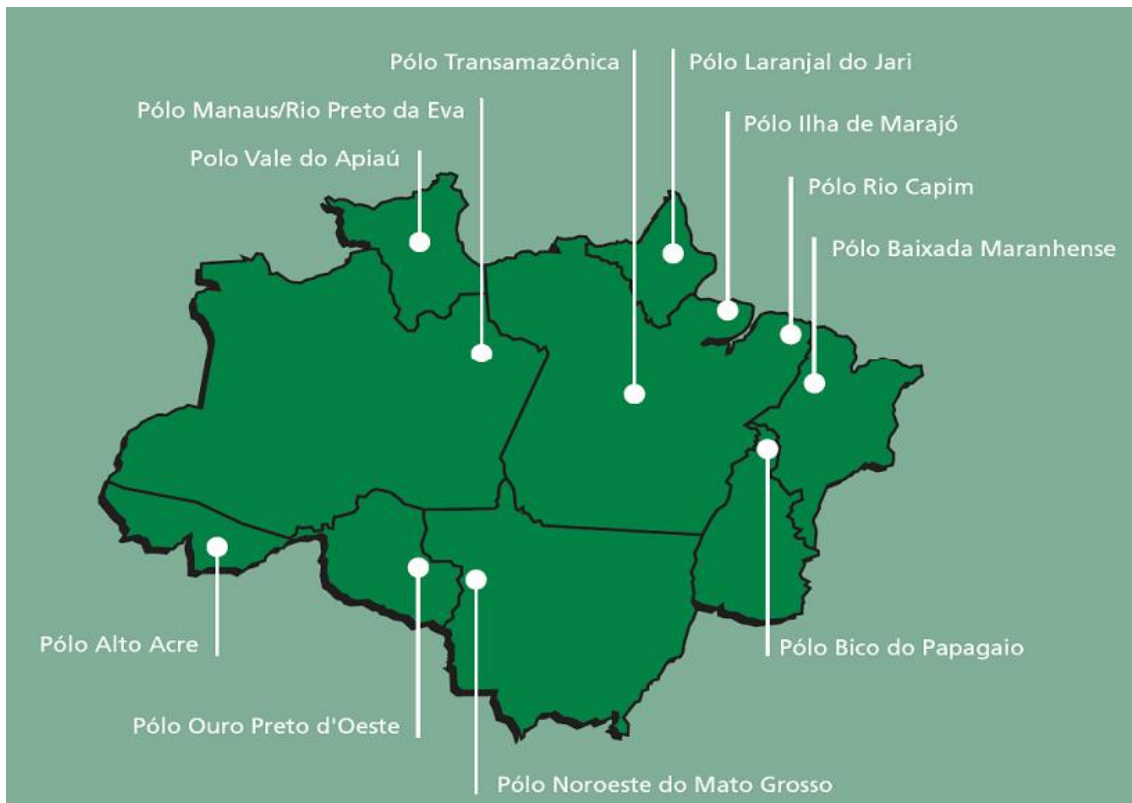 Pólo Transamazônica
Pólo Laranjal do Jari
Pólo Manaus/Rio Preto da Eva
Pólo Ilha de Marajó
Polo Vale do Apiaú
Pólo Rio Capim
Pólo Baixada Maranhense
Pólo Alto Acre
Pólo Bico do Papagaio
Pólo Ouro Preto d'Oeste
Pólo Noroeste do Mato Grosso